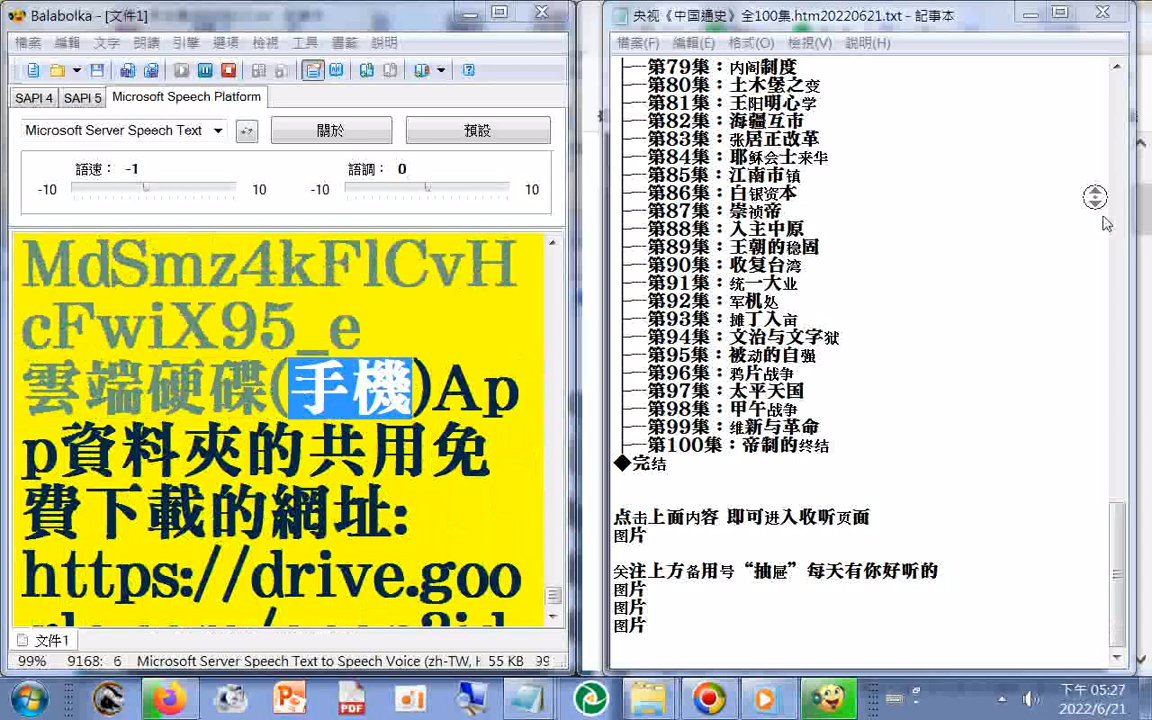 Balabolka - [文件1]
檔案 編輯 文字 朗讀 引擎 選項 檢視 工具 書籤 說明
SAPI 4 SAPI 5 Microsoft Speech Platform
Microsoft Server Speech Text
關於
預設
語速： -1
語調： 0
-10 10 -10 10
MdSmz4kFlCvH
cFwiX95_e
雲端硬碟(手機)Ap
p資料夾的共用免
費下載的網址:
https://drive.goo
文件1
99% 9168: 6 Microsoft Server Speech Text to Speech Voice (zh-TW, H 55 KB 99
央视《中国通史》全100集.htm20220621.txt - 記事本
檔案(F) 編輯(E) 格式(O) 檢視(V) 說明(H)
├─第79集：内阁制度
├─第80集：土木堡之变
├─第81集：王阳明心学
├─第82集：海疆互市
├─第83集：张居正改革
├─第84集：耶稣会士来华
├─第85集：江南市镇
├─第86集：白银资本
├─第87集：崇祯帝
├─第88集：入主中原
├─第89集：王朝的稳固
├─第90集：收复台湾
├─第91集：统一大业
├─第92集：军机处
├─第93集：摊丁入亩
├─第94集：文治与文字狱
├─第95集：被动的自强
├─第96集：鸦片战争
├─第97集：太平天国
├─第98集：甲午战争
├─第99集：维新与革命
├─第100集：帝制的终结
◆完结
点击上面内容 即可进入收听页面
图片
关注上方备用号“抽屉”每天有你好听的
图片
图片
图片
PDF
下午 05:27
2022/6/21